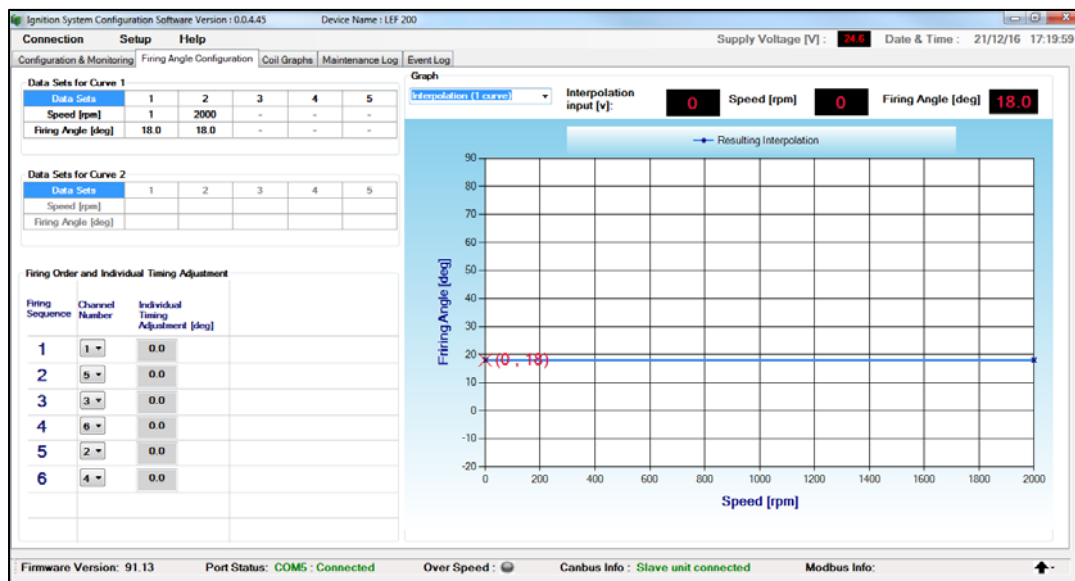 Ignition System Configuration Software Version : 0.0.4.45 Device Name : LEF 200
Connection Setup Help Supply Voltage [V] : 24.6 Date & Time : 21/12/16 17:19:59
Configuration & Monitoring Firing Angle Configuration Coil Graphs Maintenance Log Event Log
Data Sets for Curve 1
Data Sets 1 2 3 4 5
Speed [rpm] 1 2000 - - -
Firing Angle [deg] 18.0 18.0 - - -
Data Sets for Curve 2
Data Sets 1 2 3 4 5
Speed [rpm]
Firing Angle [deg]
Firing Order and Individual Timing Adjustment
Firing Sequence Channel Number Individual Timing Adjustment [deg]
1 1 0.0
2 5 0.0
3 3 0.0
4 6 0.0
5 2 0.0
6 4 0.0
Graph
Interpolation (1 curve) Interpolation input [v]: 0 Speed [rpm] 0 Firing Angle [deg] 18.0
Resulting Interpolation
Friring Angle [deg]
90
80
70
60
50
40
30
20
10
0
-10
-20
(0 , 18)
0 200 400 600 800 1000 1200 1400 1600 1800 2000
Speed [rpm]
Firmware Version: 91.13 Port Status: COM5 : Connected Over Speed : Canbus Info : Slave unit connected Modbus Info: